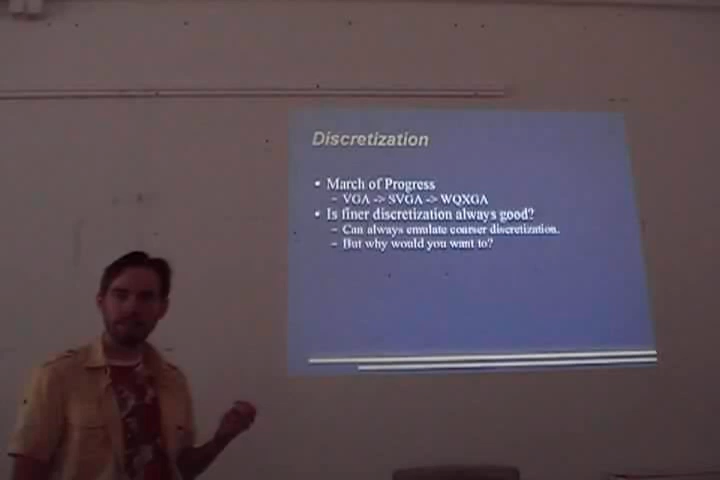 Discretization
• March of Progress
– VGA -> SVGA -> WQXGA
• Is finer discretization always good?
– Can always emulate courser discretization.
– But why would you want to?